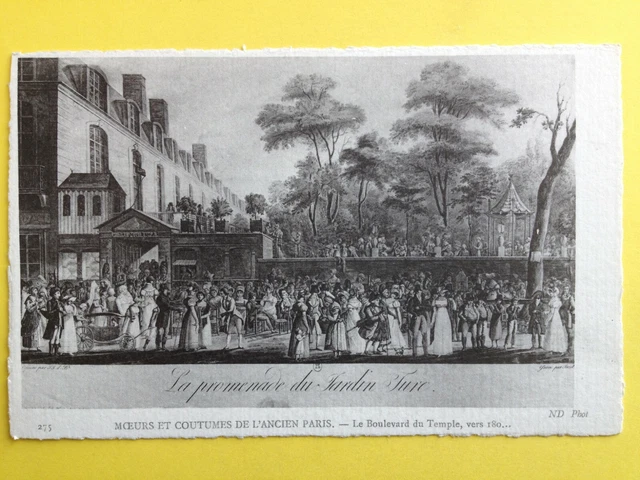 La promenade du Jardin Turc.
ND Phot
275 MŒURS ET COUTUMES DE L'ANCIEN PARIS. — Le Boulevard du Temple, vers 180...